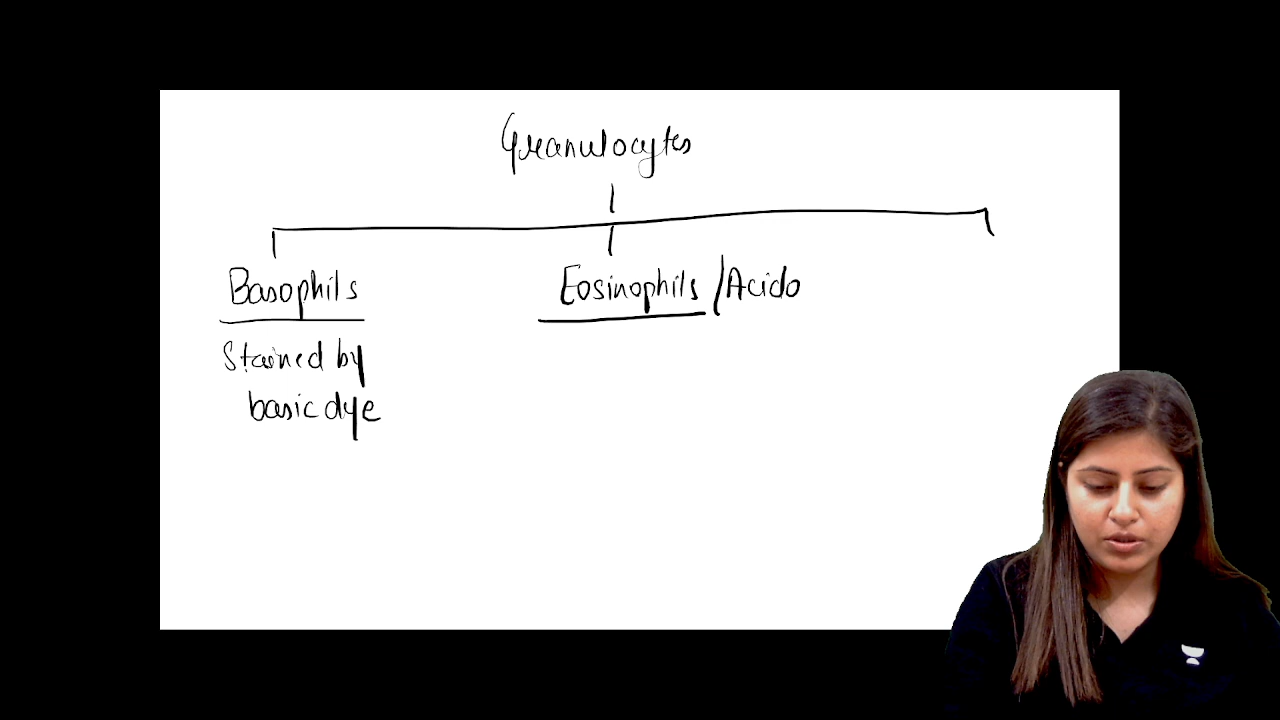 Granulocytes
Basophils
Eosinophils /Acido
Stained by
basic dye